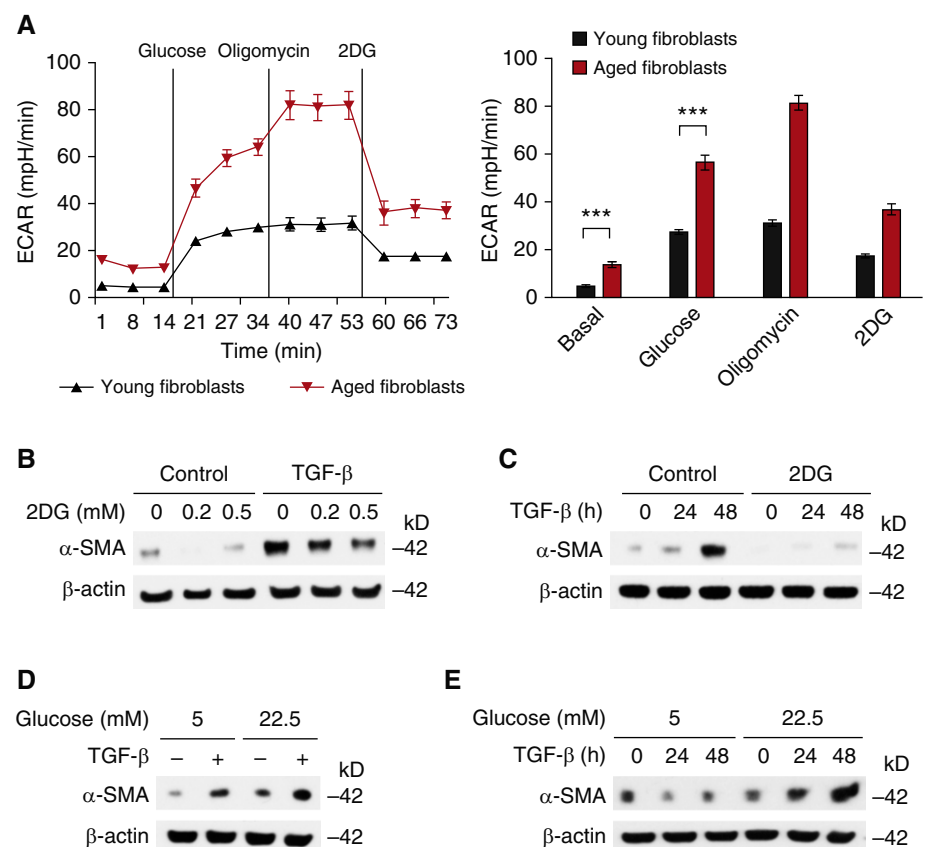 A
Glucose Oligomycin 2DG
100
80
60
40
20
0
ECAR (mpH/min)
1 8 14 21 27 34 40 47 53 60 66 73
Time (min)
Young fibroblasts
Aged fibroblasts
Young fibroblasts
Aged fibroblasts
100
80
60
40
20
0
ECAR (mpH/min)
***
***
Basal
Glucose
Oligomycin
2DG
B
Control TGF-β
2DG (mM) 0 0.2 0.5 0 0.2 0.5
kD
α-SMA –42
β-actin –42
C
Control 2DG
TGF-β (h) 0 24 48 0 24 48
kD
α-SMA –42
β-actin –42
D
Glucose (mM) 5 22.5
TGF-β – + – +
kD
α-SMA –42
β-actin –42
E
Glucose (mM) 5 22.5
TGF-β (h) 0 24 48 0 24 48
kD
α-SMA –42
β-actin –42